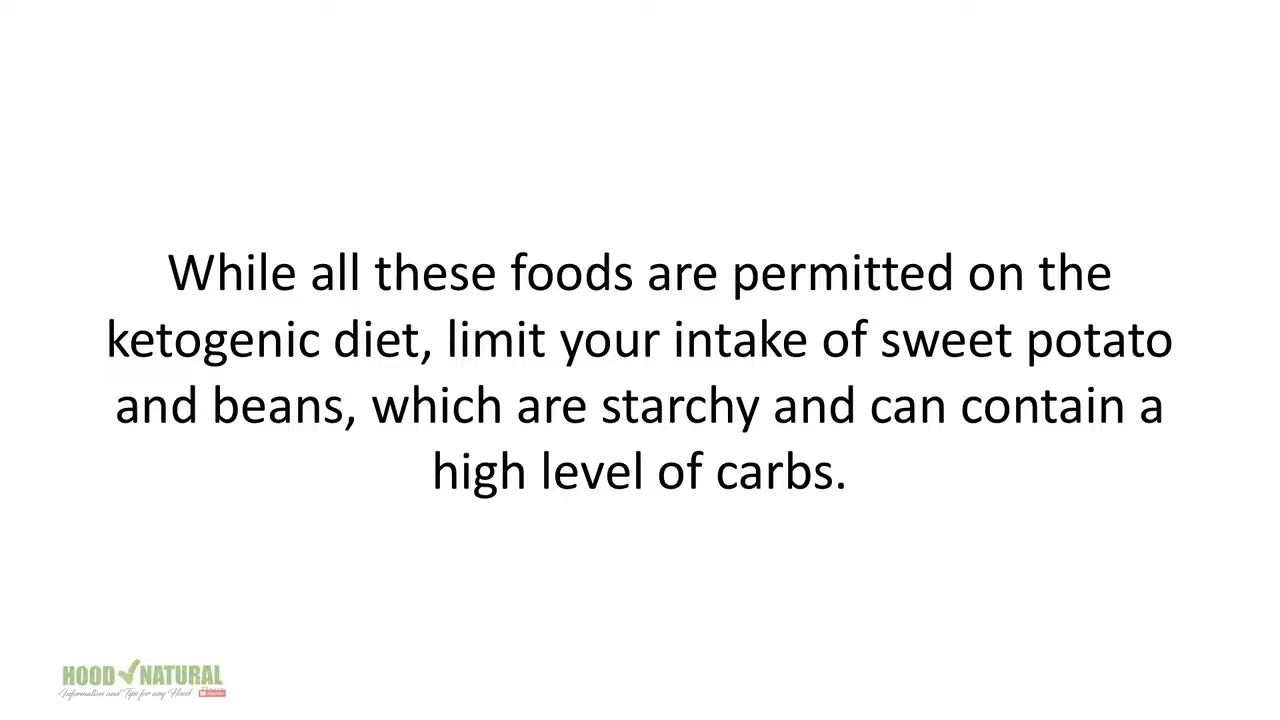 While all these foods are permitted on the
ketogenic diet, limit your intake of sweet potato
and beans, which are starchy and can contain a
high level of carbs.
HOOD NATURAL
Information and Tips for any Hood